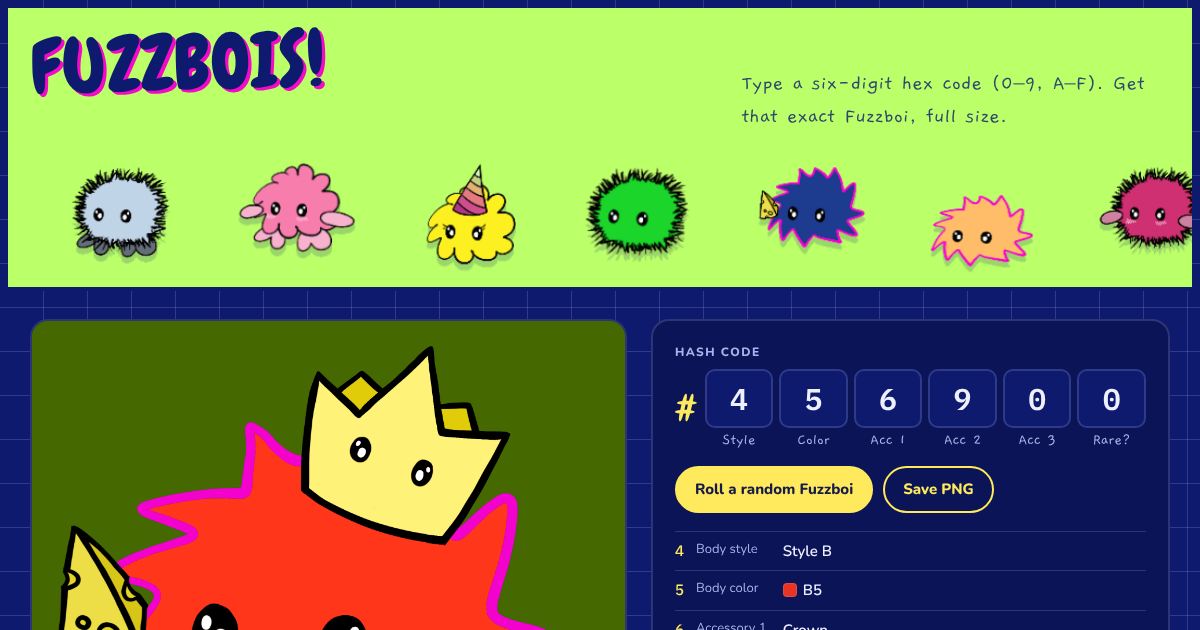 FUZZBOIS!
Type a six-digit hex code (0–9, A–F). Get
that exact Fuzzboi, full size.
HASH CODE
# 4 5 6 9 0 0
Style Color Acc 1 Acc 2 Acc 3 Rare?
Roll a random Fuzzboi Save PNG
4 Body style Style B
5 Body color B5
6 Accessory 1 Crown